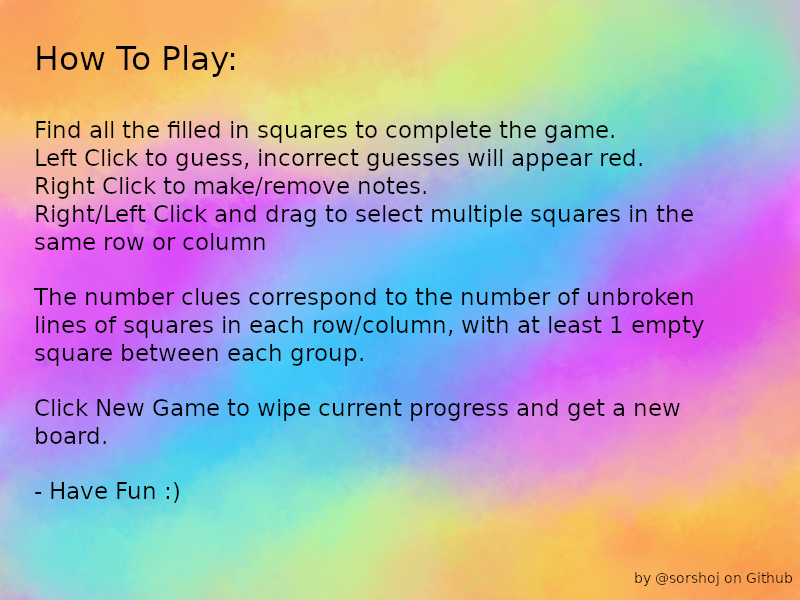 How To Play:
Find all the filled in squares to complete the game.
Left Click to guess, incorrect guesses will appear red.
Right Click to make/remove notes.
Right/Left Click and drag to select multiple squares in the
same row or column
The number clues correspond to the number of unbroken
lines of squares in each row/column, with at least 1 empty
square between each group.
Click New Game to wipe current progress and get a new
board.
- Have Fun :)
by @sorshoj on Github